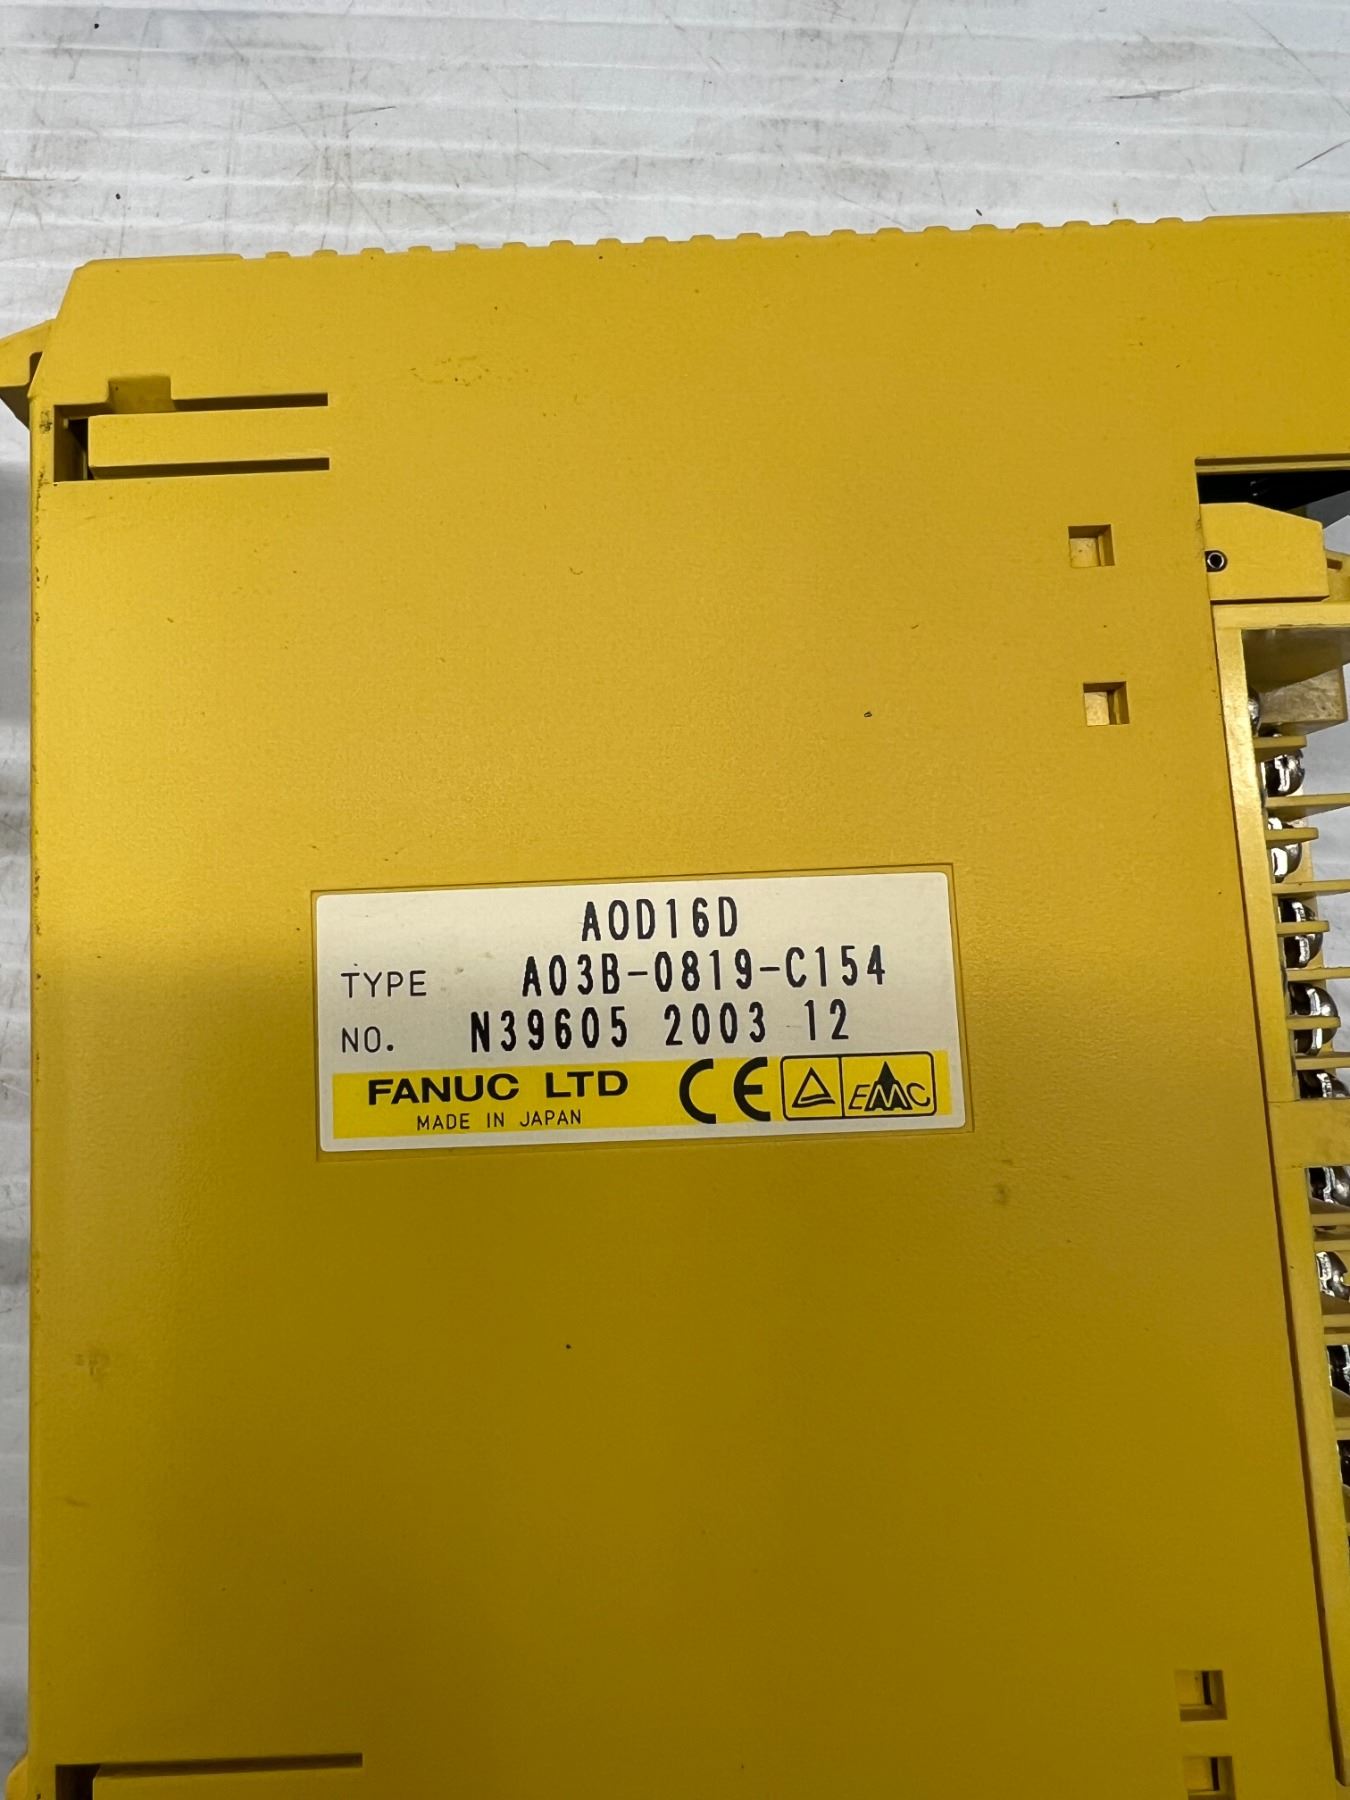 AOD16D
TYPE A03B-0819-C154
NO. N39605 2003 12
FANUC LTD CE EMC
MADE IN JAPAN